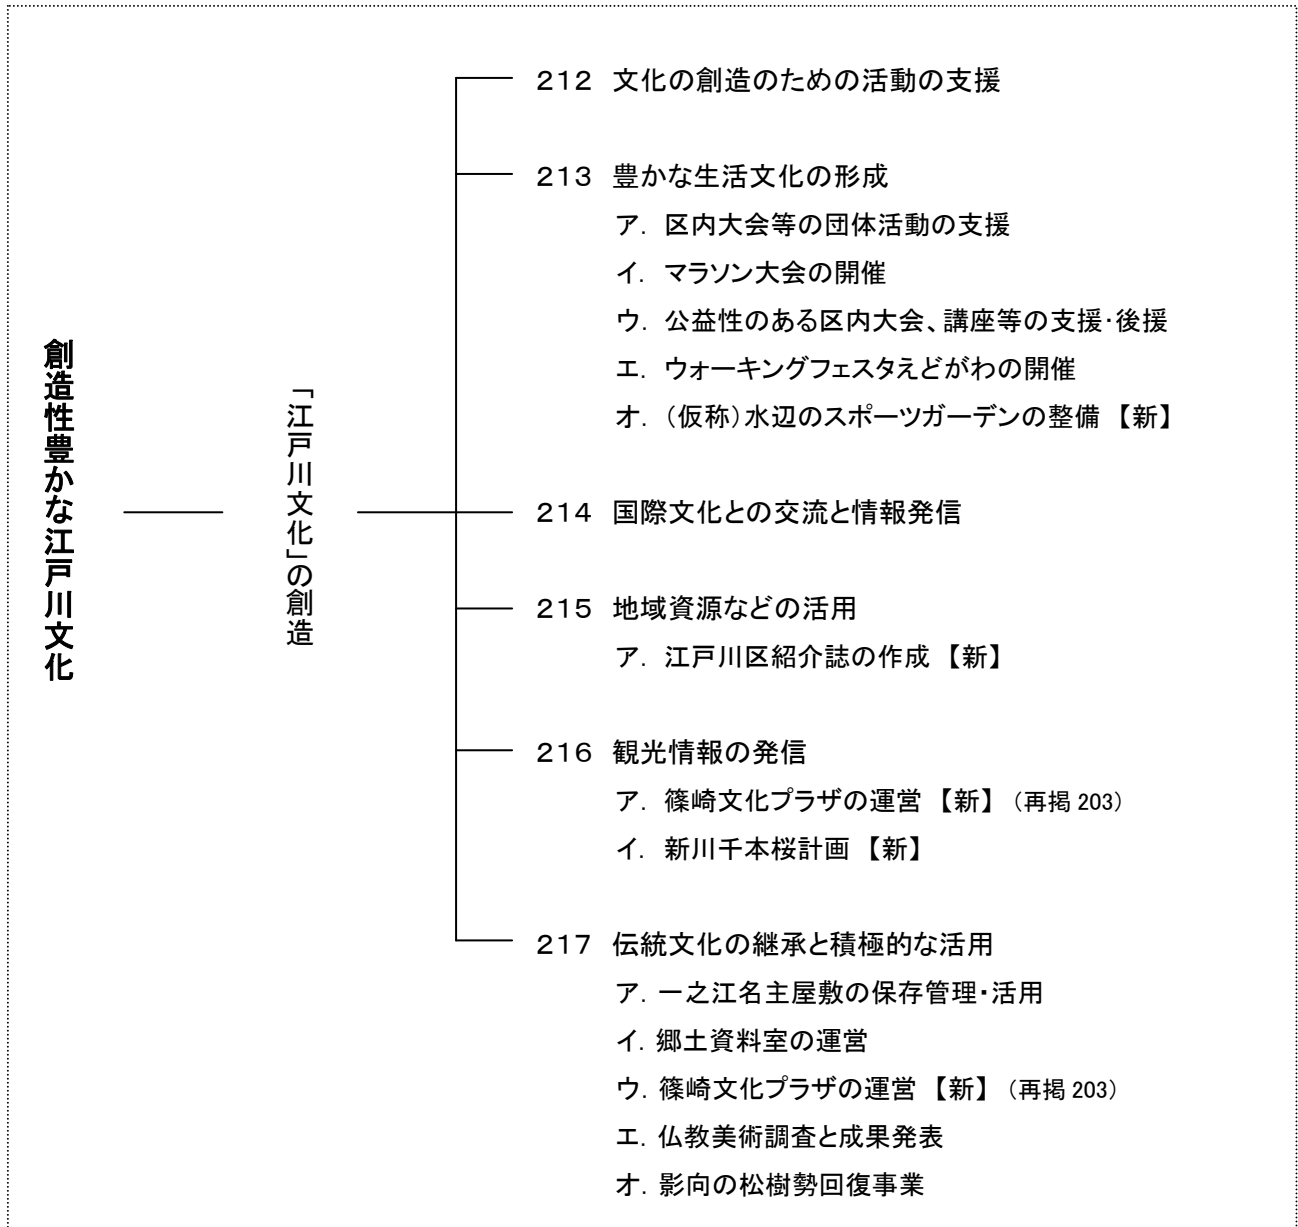 創造性豊かな江戸川文化
「江戸川文化」の創造
212 文化の創造のための活動の支援
213 豊かな生活文化の形成
ア. 区内大会等の団体活動の支援
イ. マラソン大会の開催
ウ. 公益性のある区内大会、講座等の支援・後援
エ. ウォーキングフェスタえどがわの開催
オ. (仮称)水辺のスポーツガーデンの整備 【新】
214 国際文化との交流と情報発信
215 地域資源などの活用
ア. 江戸川区紹介誌の作成 【新】
216 観光情報の発信
ア. 篠崎文化プラザの運営 【新】 (再掲 203)
イ. 新川千本桜計画 【新】
217 伝統文化の継承と積極的な活用
ア. 一之江名主屋敷の保存管理・活用
イ. 郷土資料室の運営
ウ. 篠崎文化プラザの運営 【新】 (再掲 203)
エ. 仏教美術調査と成果発表
オ. 影向の松樹勢回復事業